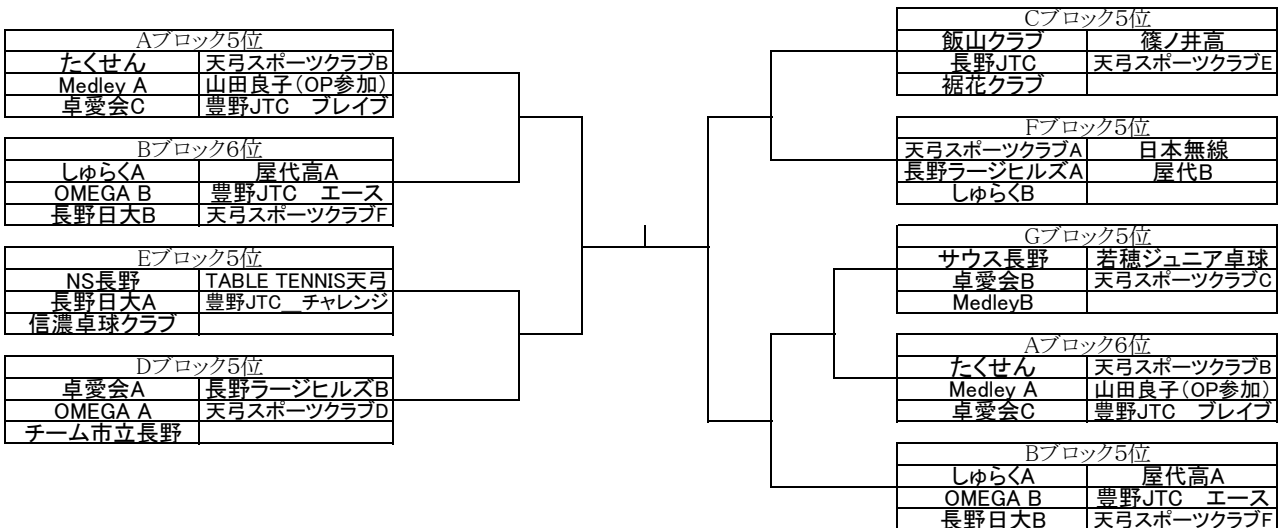 Aブロック5位
たくせん 天弓スポーツクラブB
Medley A 山田良子(OP参加)
卓愛会C 豊野JTC　ブレイブ
Bブロック6位
しゅらくA 屋代高A
OMEGA B 豊野JTC　エース
長野日大B 天弓スポーツクラブF
Eブロック5位
NS長野 TABLE TENNIS天弓
長野日大A 豊野JTC＿チャレンジ
信濃卓球クラブ
Dブロック5位
卓愛会A 長野ラージヒルズB
OMEGA A 天弓スポーツクラブD
チーム市立長野
Cブロック5位
飯山クラブ 篠ノ井高
長野JTC 天弓スポーツクラブE
裾花クラブ
Fブロック5位
天弓スポーツクラブA 日本無線
長野ラージヒルズA 屋代B
しゅらくB
Gブロック5位
サウス長野 若穂ジュニア卓球
卓愛会B 天弓スポーツクラブC
MedleyB
Aブロック6位
たくせん 天弓スポーツクラブB
Medley A 山田良子(OP参加)
卓愛会C 豊野JTC　ブレイブ
Bブロック5位
しゅらくA 屋代高A
OMEGA B 豊野JTC　エース
長野日大B 天弓スポーツクラブF